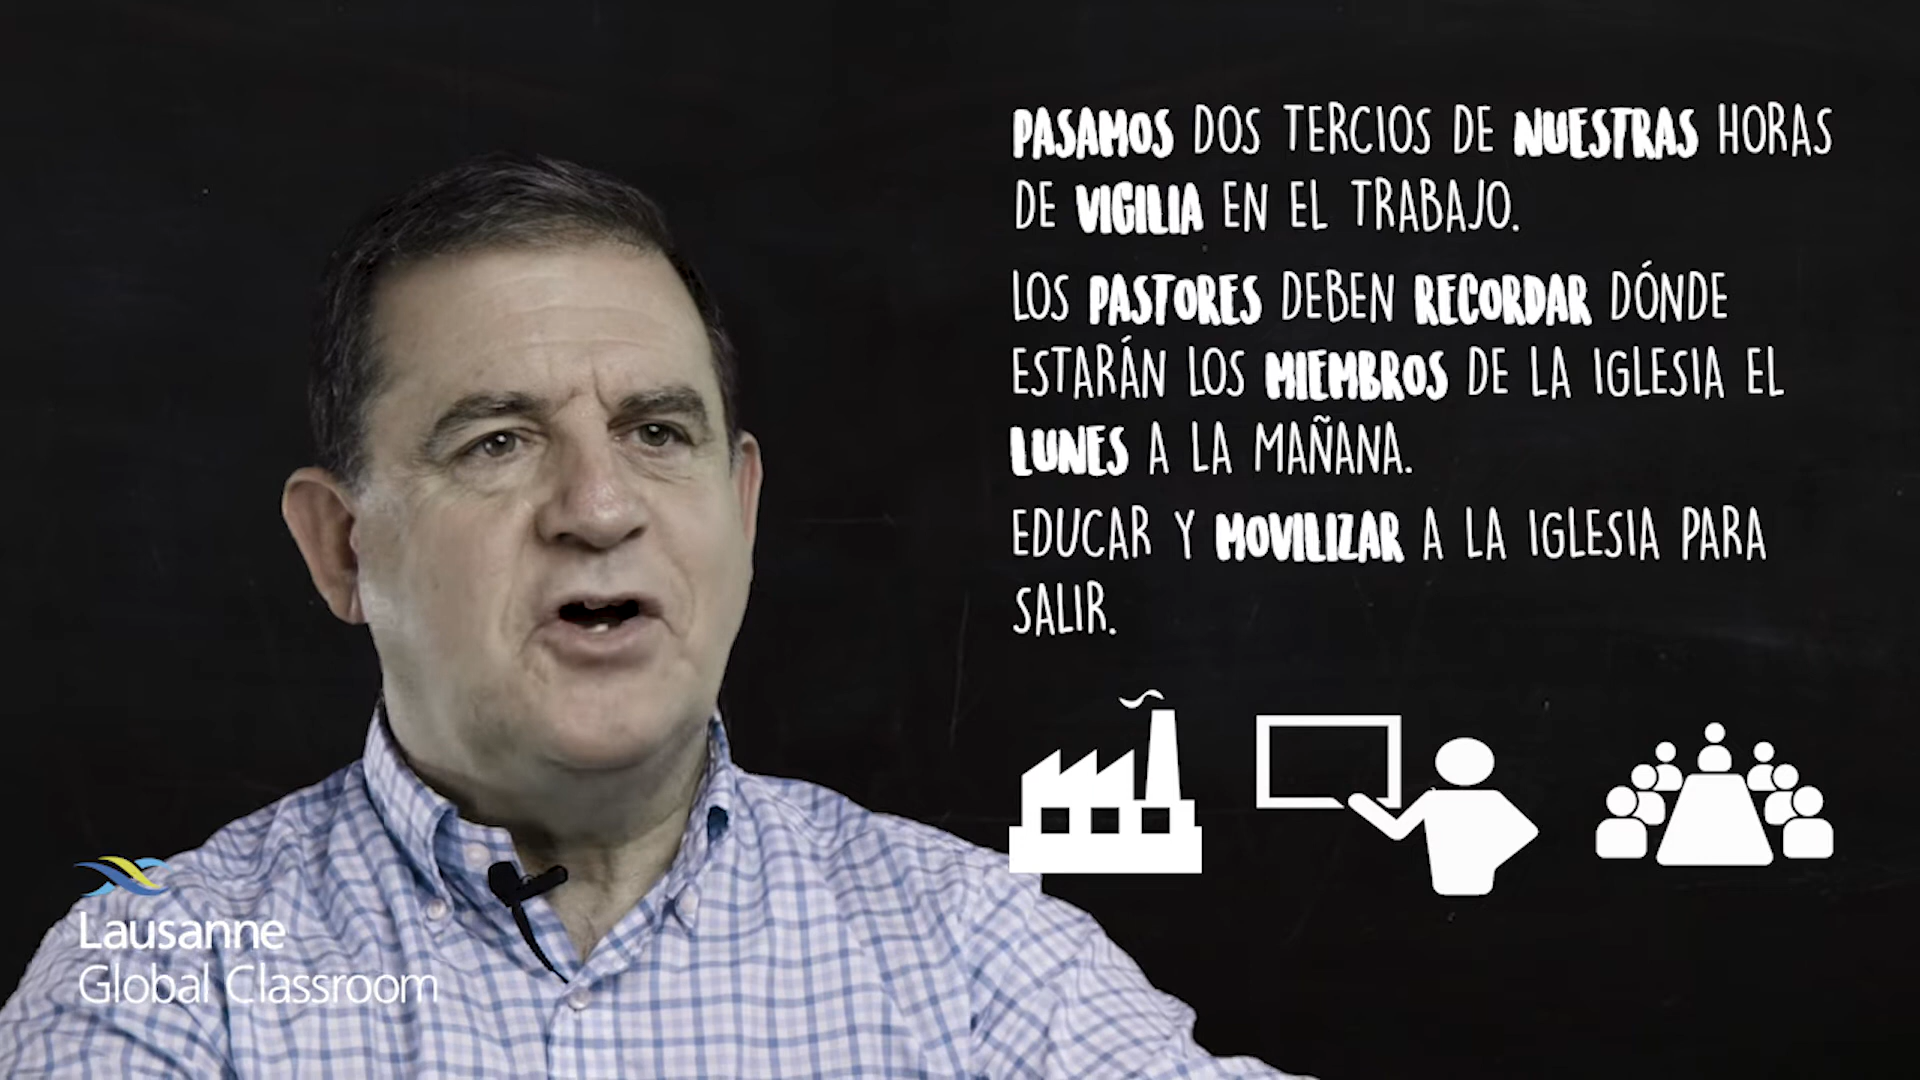 PASAMOS DOS TERCIOS DE NUESTRAS HORAS
DE VIGILIA EN EL TRABAJO.
LOS PASTORES DEBEN RECORDAR DÓNDE
ESTARÁN LOS MIEMBROS DE LA IGLESIA EL
LUNES A LA MAÑANA.
EDUCAR Y MOVILIZAR A LA IGLESIA PARA
SALIR.
Lausanne
Global Classroom